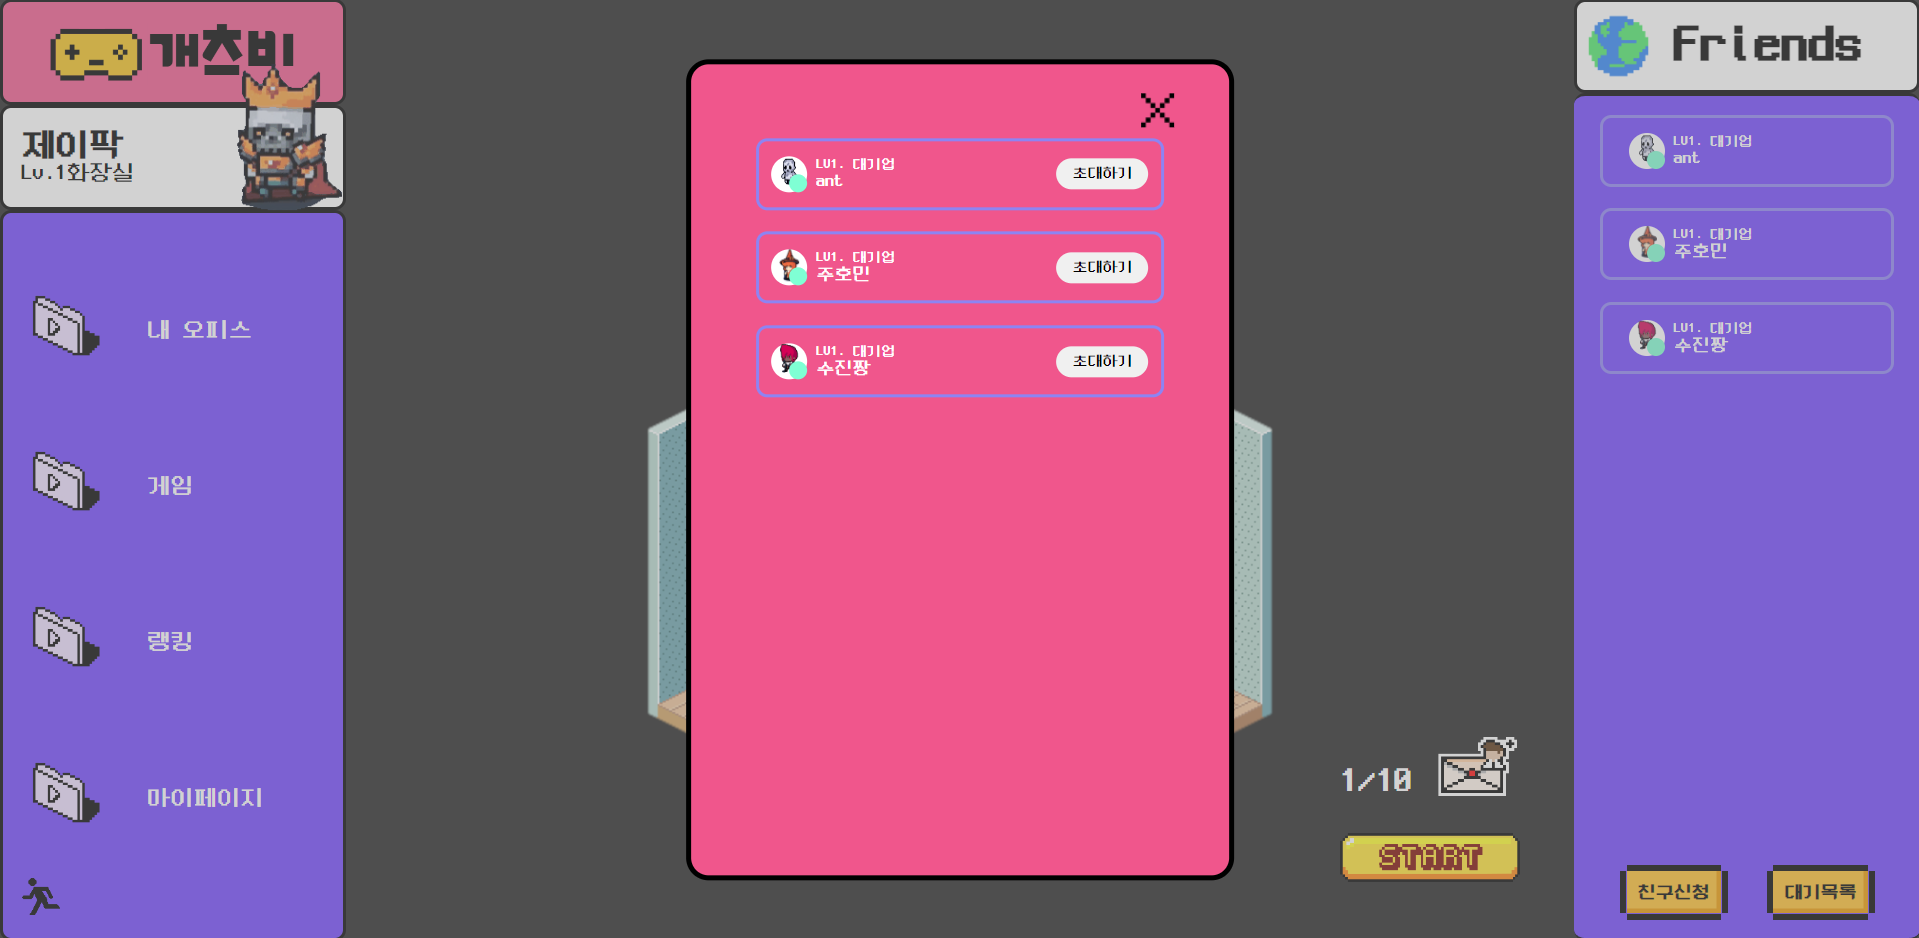 개츠비
제이팍
Lv.1화장실
내 오피스
게임
랭킹
마이페이지
LV1. 대기업
ant
초대하기
LV1. 대기업
주호민
초대하기
LV1. 대기업
수진짱
초대하기
1/10
START
Friends
LV1. 대기업
ant
LV1. 대기업
주호민
LV1. 대기업
수진짱
친구신청
대기목록